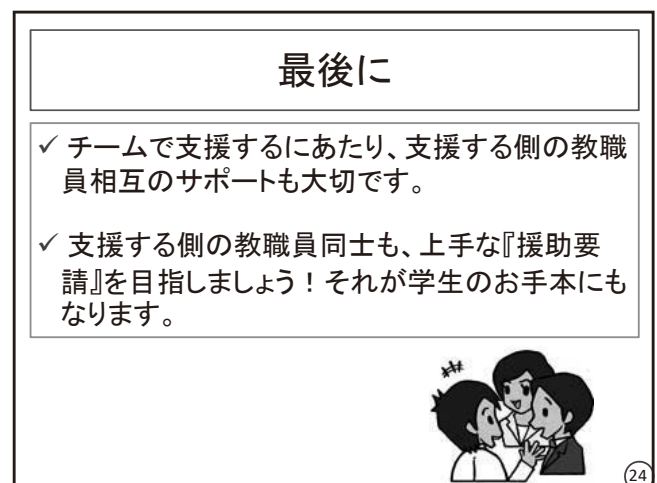 最後に
✓ チームで支援するにあたり、支援する側の教職
員相互のサポートも大切です。
✓ 支援する側の教職員同士も、上手な『援助要
請』を目指しましょう！それが学生のお手本にも
なります。
24